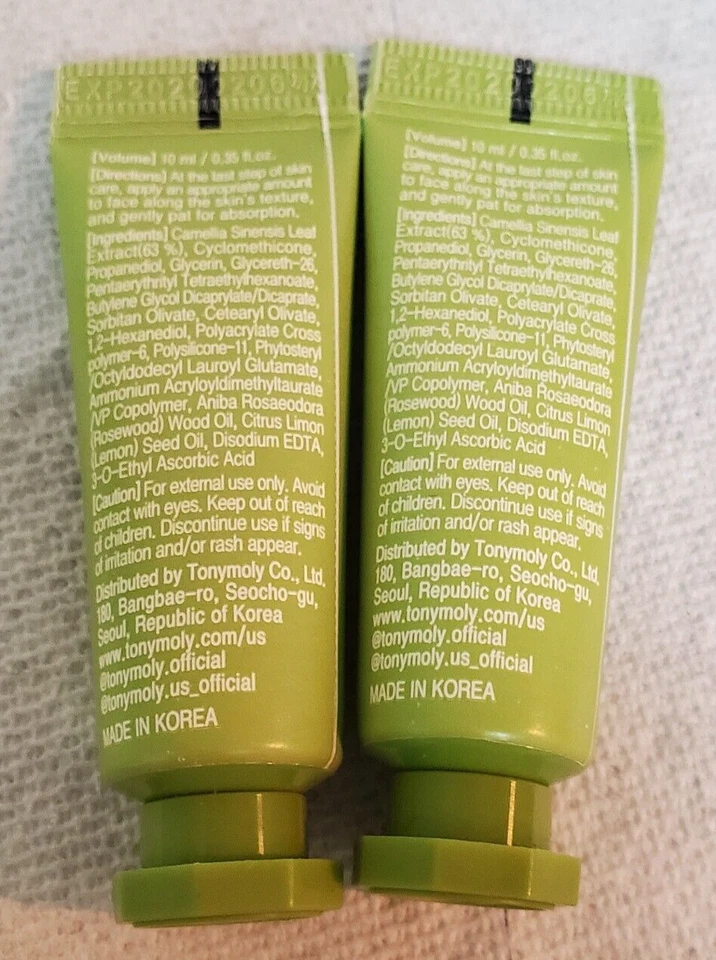 EXP202
[Volume] 10 ml / 0.35 fl.oz.
[Directions] At the last step of skin
care, apply an appropriate amount
to face along the skin's texture,
and gently pat for absorption.
[Ingredients] Camellia Sinensis Leaf
Extract(63 %), Cyclomethicone,
Propanediol, Glycerin, Glycereth-26,
Pentaerythrityl Tetraethylhexanoate,
Butylene Glycol Dicaprylate/Dicaprate,
Sorbitan Olivate, Cetearyl Olivate,
1,2-Hexanediol, Polyacrylate Cross
polymer-6, Polysilicone-11, Phytosteryl
/Octyldodecyl Lauroyl Glutamate,
Ammonium Acryloyldimethyltaurate
/VP Copolymer, Aniba Rosaeodora
(Rosewood) Wood Oil, Citrus Limon
(Lemon) Seed Oil, Disodium EDTA,
3-O-Ethyl Ascorbic Acid
[Caution] For external use only. Avoid
contact with eyes. Keep out of reach
of children. Discontinue use if signs
of irritation and/or rash appear.
Distributed by Tonymoly Co., Ltd.
180, Bangbae-ro, Seocho-gu,
Seoul, Republic of Korea
www.tonymoly.com/us
@tonymoly.official
@tonymoly.us_official
MADE IN KOREA
EXP202
[Volume] 10 ml / 0.35 fl.oz.
[Directions] At the last step of skin
care, apply an appropriate amount
to face along the skin's texture,
and gently pat for absorption.
[Ingredients] Camellia Sinensis Leaf
Extract(63 %), Cyclomethicone,
Propanediol, Glycerin, Glycereth-26,
Pentaerythrityl Tetraethylhexanoate,
Butylene Glycol Dicaprylate/Dicaprate,
Sorbitan Olivate, Cetearyl Olivate,
1,2-Hexanediol, Polyacrylate Cross
polymer-6, Polysilicone-11, Phytosteryl
/Octyldodecyl Lauroyl Glutamate,
Ammonium Acryloyldimethyltaurate
/VP Copolymer, Aniba Rosaeodora
(Rosewood) Wood Oil, Citrus Limon
(Lemon) Seed Oil, Disodium EDTA,
3-O-Ethyl Ascorbic Acid
[Caution] For external use only. Avoid
contact with eyes. Keep out of reach
of children. Discontinue use if signs
of irritation and/or rash appear.
Distributed by Tonymoly Co., Ltd.
180, Bangbae-ro, Seocho-gu,
Seoul, Republic of Korea
www.tonymoly.com/us
@tonymoly.official
@tonymoly.us_official
MADE IN KOREA